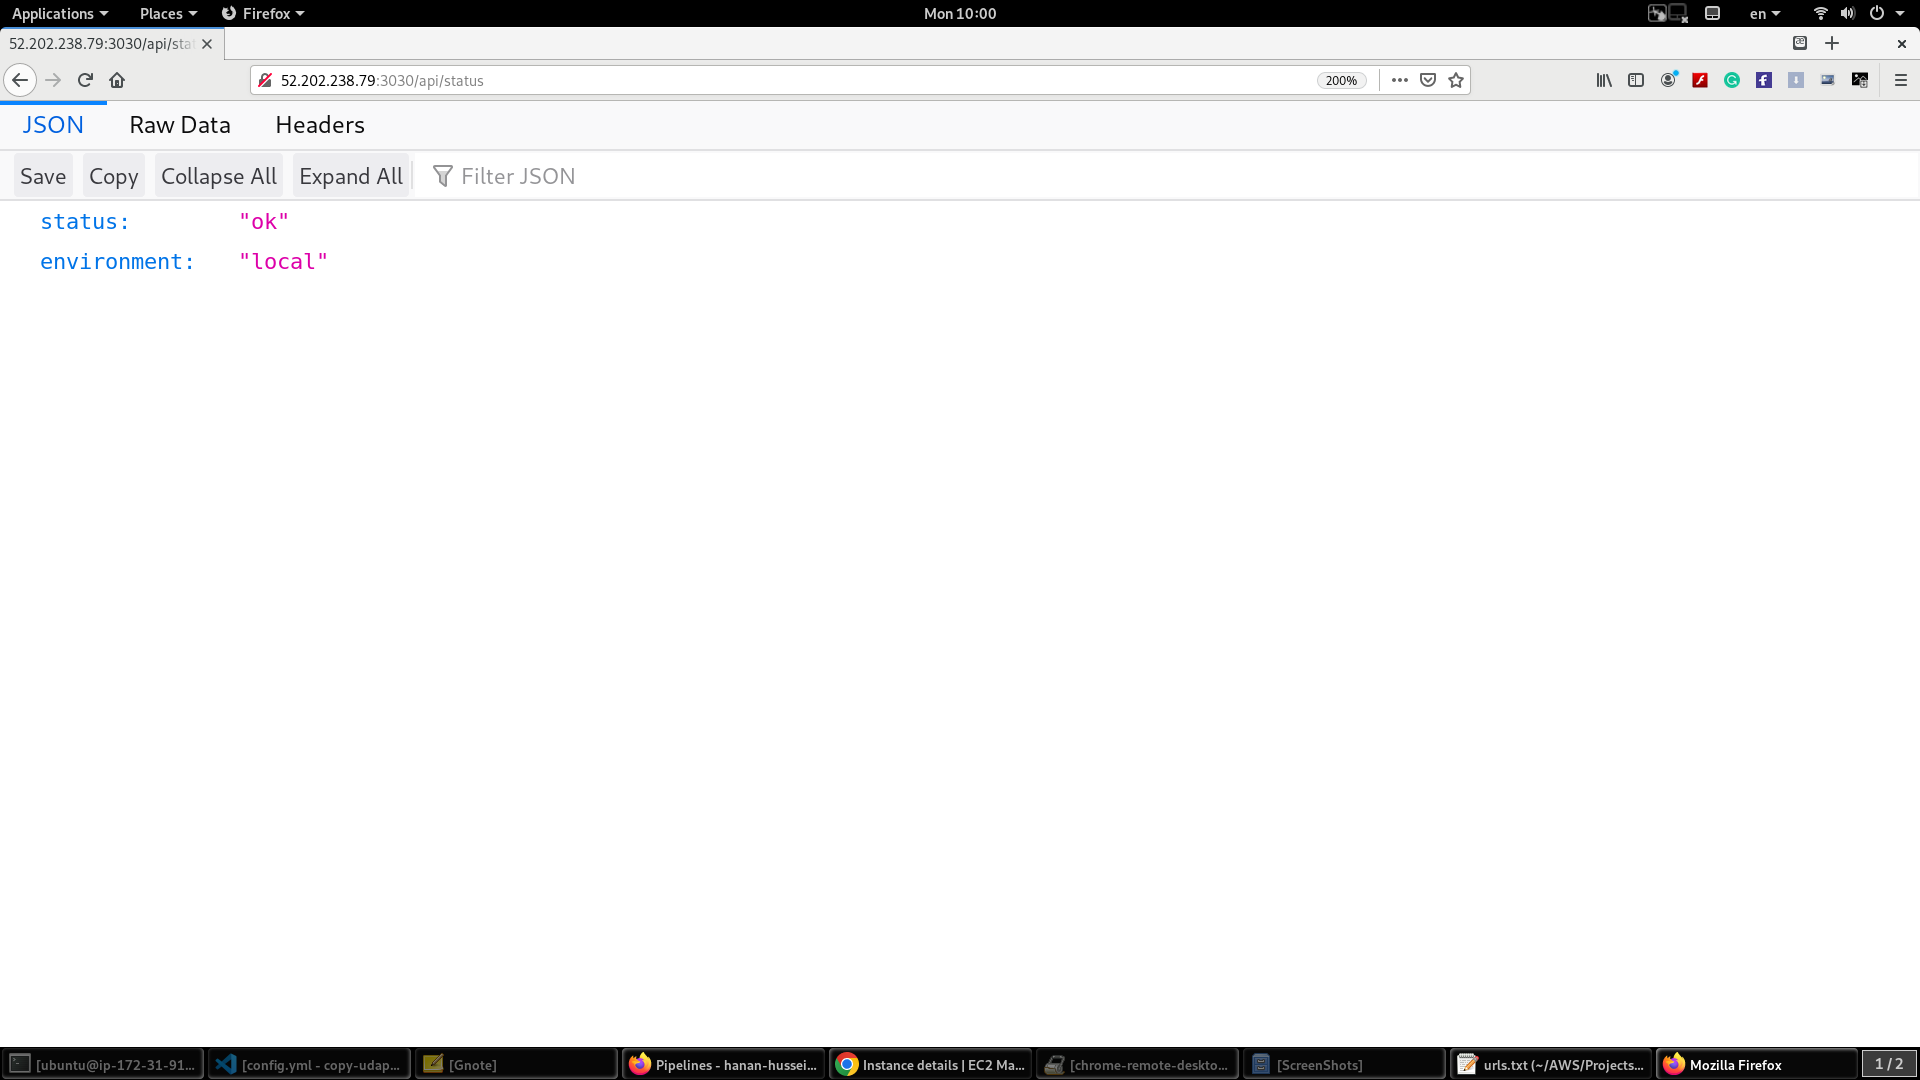 Applications Places Firefox Mon 10:00 en
52.202.238.79:3030/api/sta
52.202.238.79:3030/api/status 200%
JSON Raw Data Headers
Save Copy Collapse All Expand All Filter JSON
status: "ok"
environment: "local"
[ubuntu@ip-172-31-91... [config.yml - copy-udap... [Gnote] Pipelines - hanan-hussei... Instance details | EC2 Ma... [chrome-remote-deskto... [ScreenShots] urls.txt (~/AWS/Projects... Mozilla Firefox 1 / 2